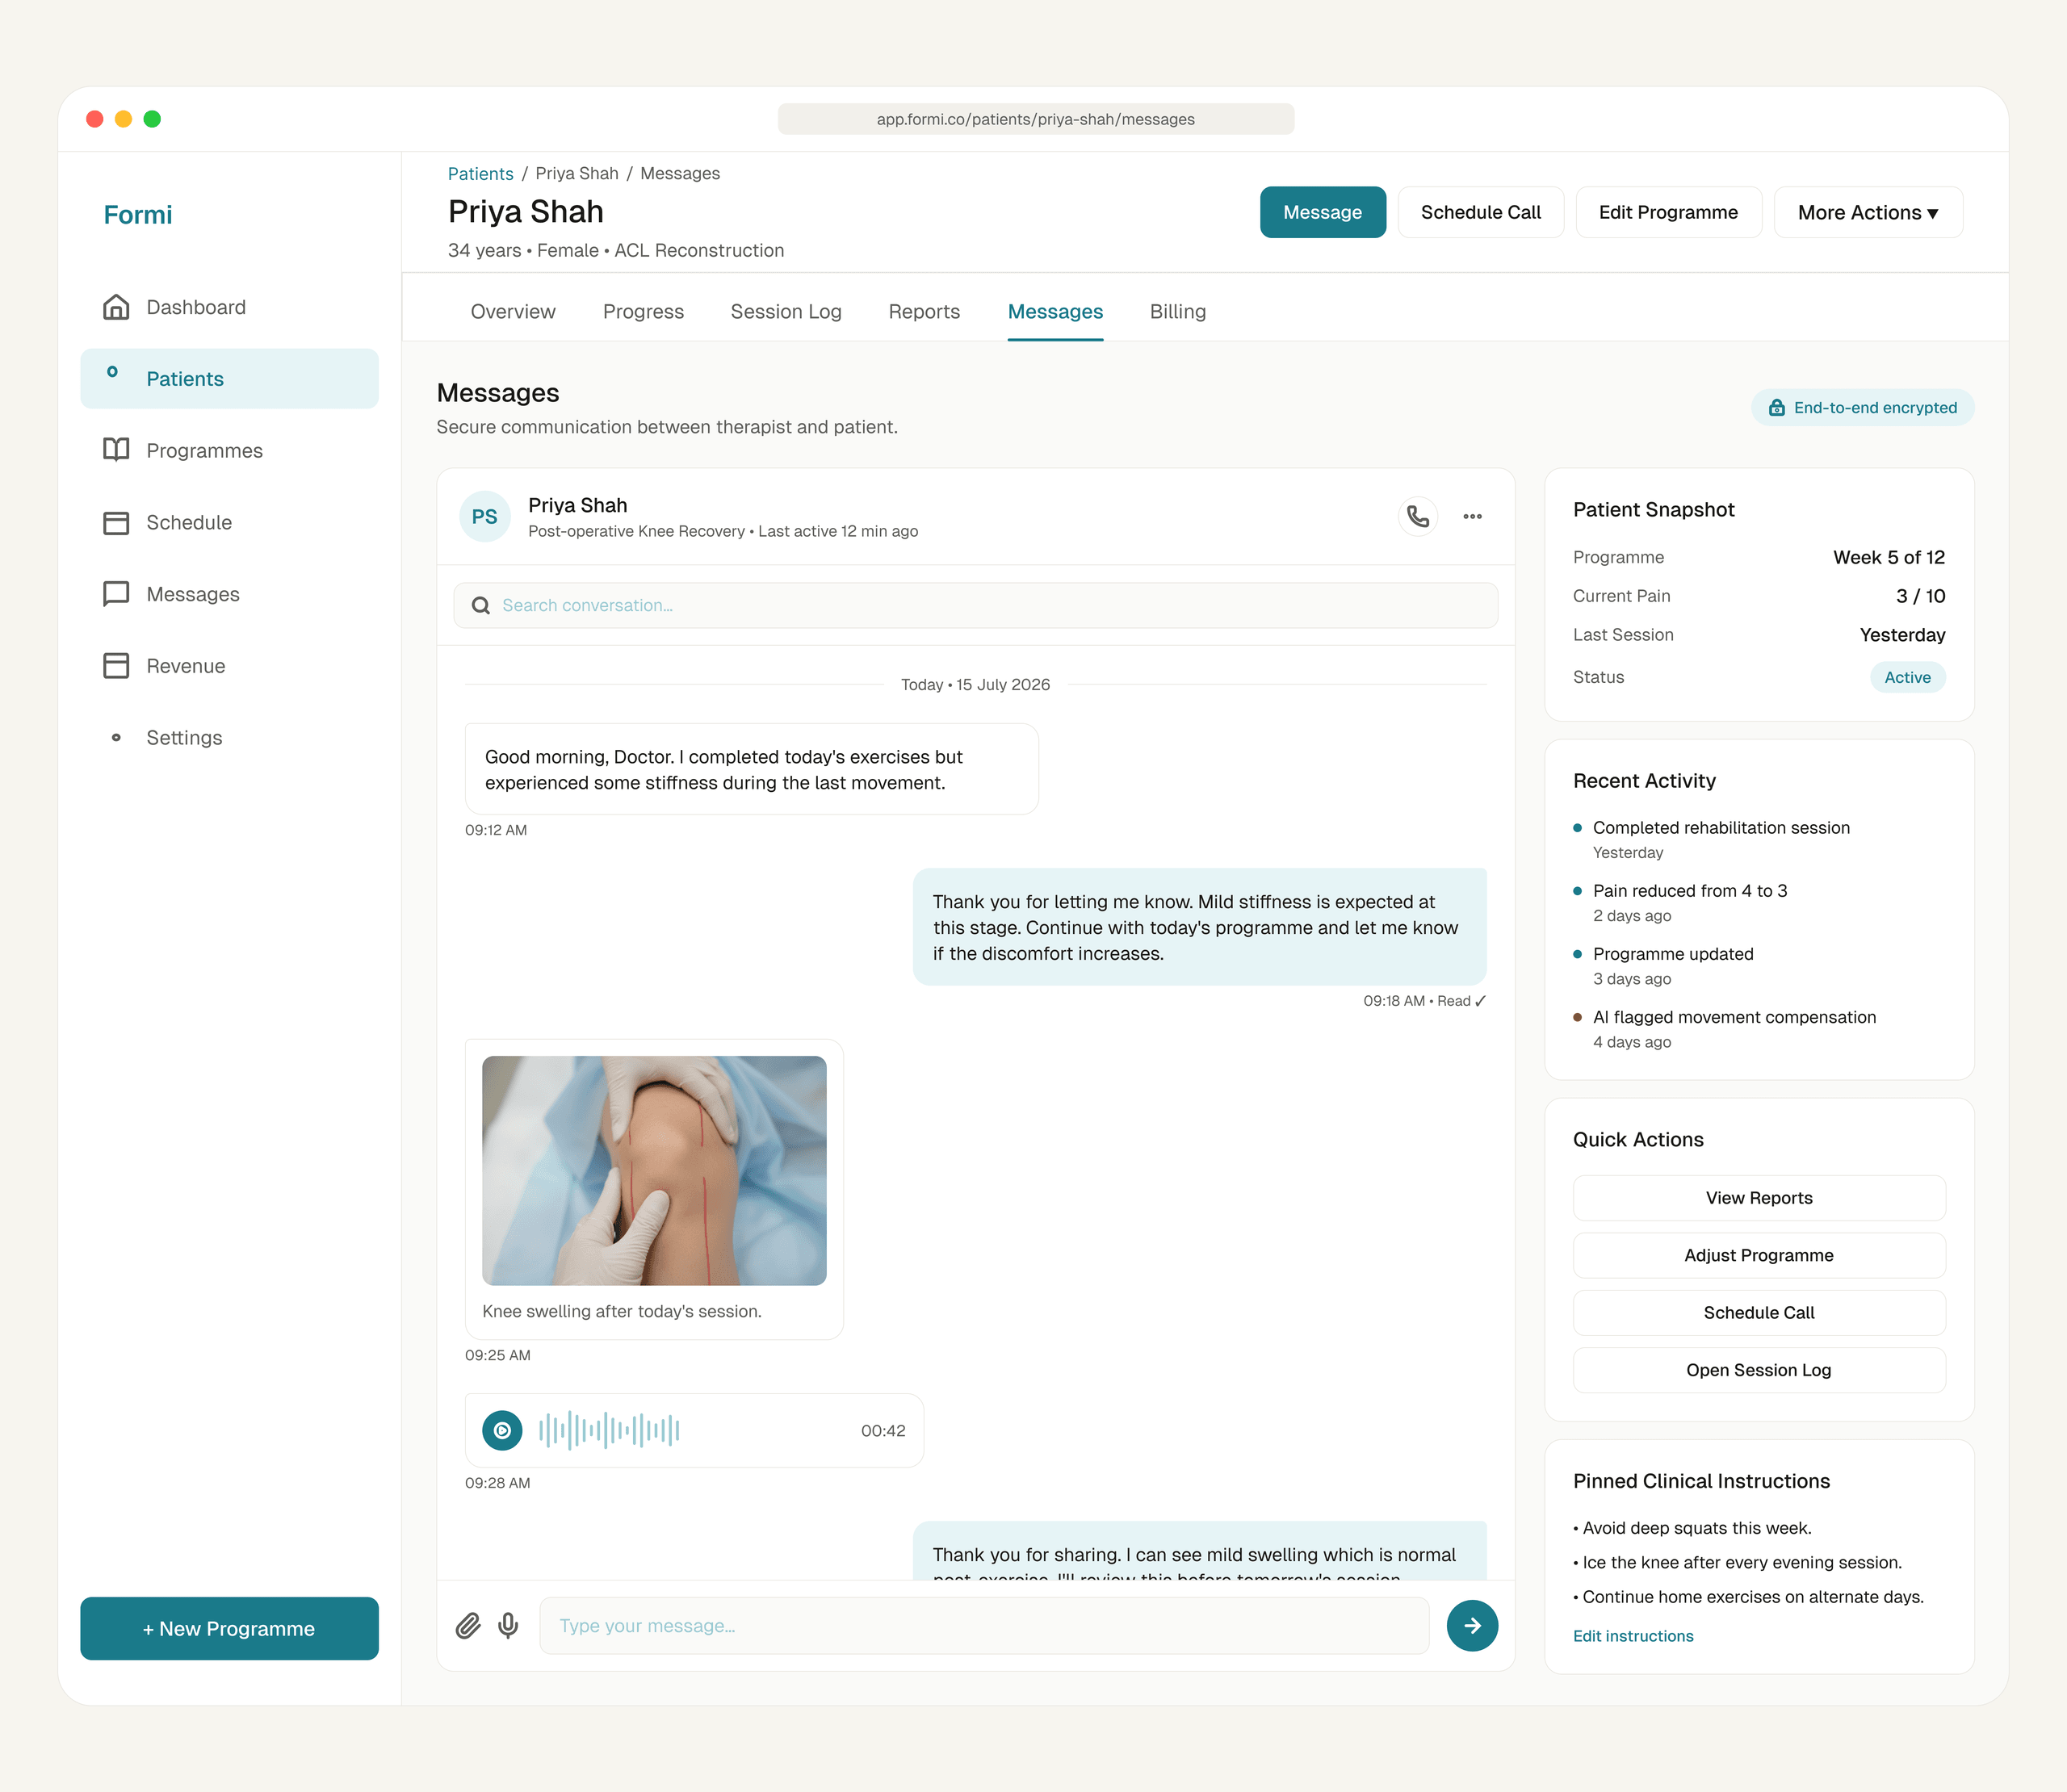 app.formi.co/patients/priya-shah/messages
Formi
Dashboard
Patients
Programmes
Schedule
Messages
Revenue
Settings
+ New Programme
Patients / Priya Shah / Messages
Priya Shah
34 years • Female • ACL Reconstruction
Message
Schedule Call
Edit Programme
More Actions ▾
Overview
Progress
Session Log
Reports
Messages
Billing
Messages
Secure communication between therapist and patient.
End-to-end encrypted
PS
Priya Shah
Post-operative Knee Recovery • Last active 12 min ago
Search conversation...
Today • 15 July 2026
Good morning, Doctor. I completed today's exercises but
experienced some stiffness during the last movement.
09:12 AM
Thank you for letting me know. Mild stiffness is expected at
this stage. Continue with today's programme and let me know
if the discomfort increases.
09:18 AM • Read ✓
Knee swelling after today's session.
09:25 AM
00:42
09:28 AM
Thank you for sharing. I can see mild swelling which is normal
post-exercise. I'll review this before tomorrow's session.
Type your message...
Patient Snapshot
Programme
Week 5 of 12
Current Pain
3 / 10
Last Session
Yesterday
Status
Active
Recent Activity
Completed rehabilitation session
Yesterday
Pain reduced from 4 to 3
2 days ago
Programme updated
3 days ago
AI flagged movement compensation
4 days ago
Quick Actions
View Reports
Adjust Programme
Schedule Call
Open Session Log
Pinned Clinical Instructions
• Avoid deep squats this week.
• Ice the knee after every evening session.
• Continue home exercises on alternate days.
Edit instructions